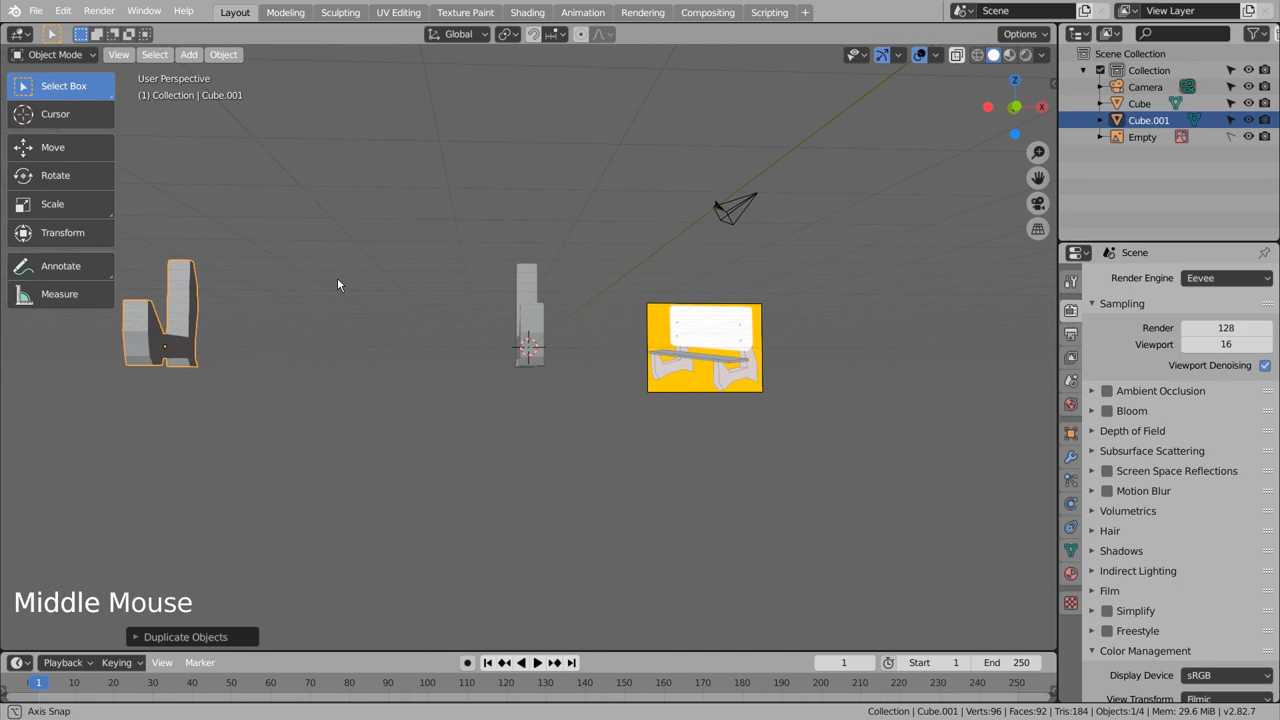 File Edit Render Window Help
Layout Modeling Sculpting UV Editing Texture Paint Shading Animation Rendering Compositing Scripting +
Scene
View Layer
Global
Options
Object Mode View Select Add Object
Select Box
Cursor
Move
Rotate
Scale
Transform
Annotate
Measure
User Perspective
(1) Collection | Cube.001
Z
X
Scene Collection
Collection
Camera
Cube
Cube.001
Empty
Scene
Render Engine Eevee
Sampling
Render 128
Viewport 16
Viewport Denoising
Ambient Occlusion
Bloom
Depth of Field
Subsurface Scattering
Screen Space Reflections
Motion Blur
Volumetrics
Hair
Shadows
Indirect Lighting
Film
Simplify
Freestyle
Color Management
Display Device sRGB
View Transform Filmic
Middle Mouse
Duplicate Objects
Playback Keying View Marker
1 Start 1 End 250
1 10 20 30 40 50 60 70 80 90 100 110 120 130 140 150 160 170 180 190 200 210 220 230 240 250
Axis Snap
Collection | Cube.001 | Verts:96 | Faces:92 | Tris:184 | Objects:1/4 | Mem: 29.6 MiB | v2.82.7